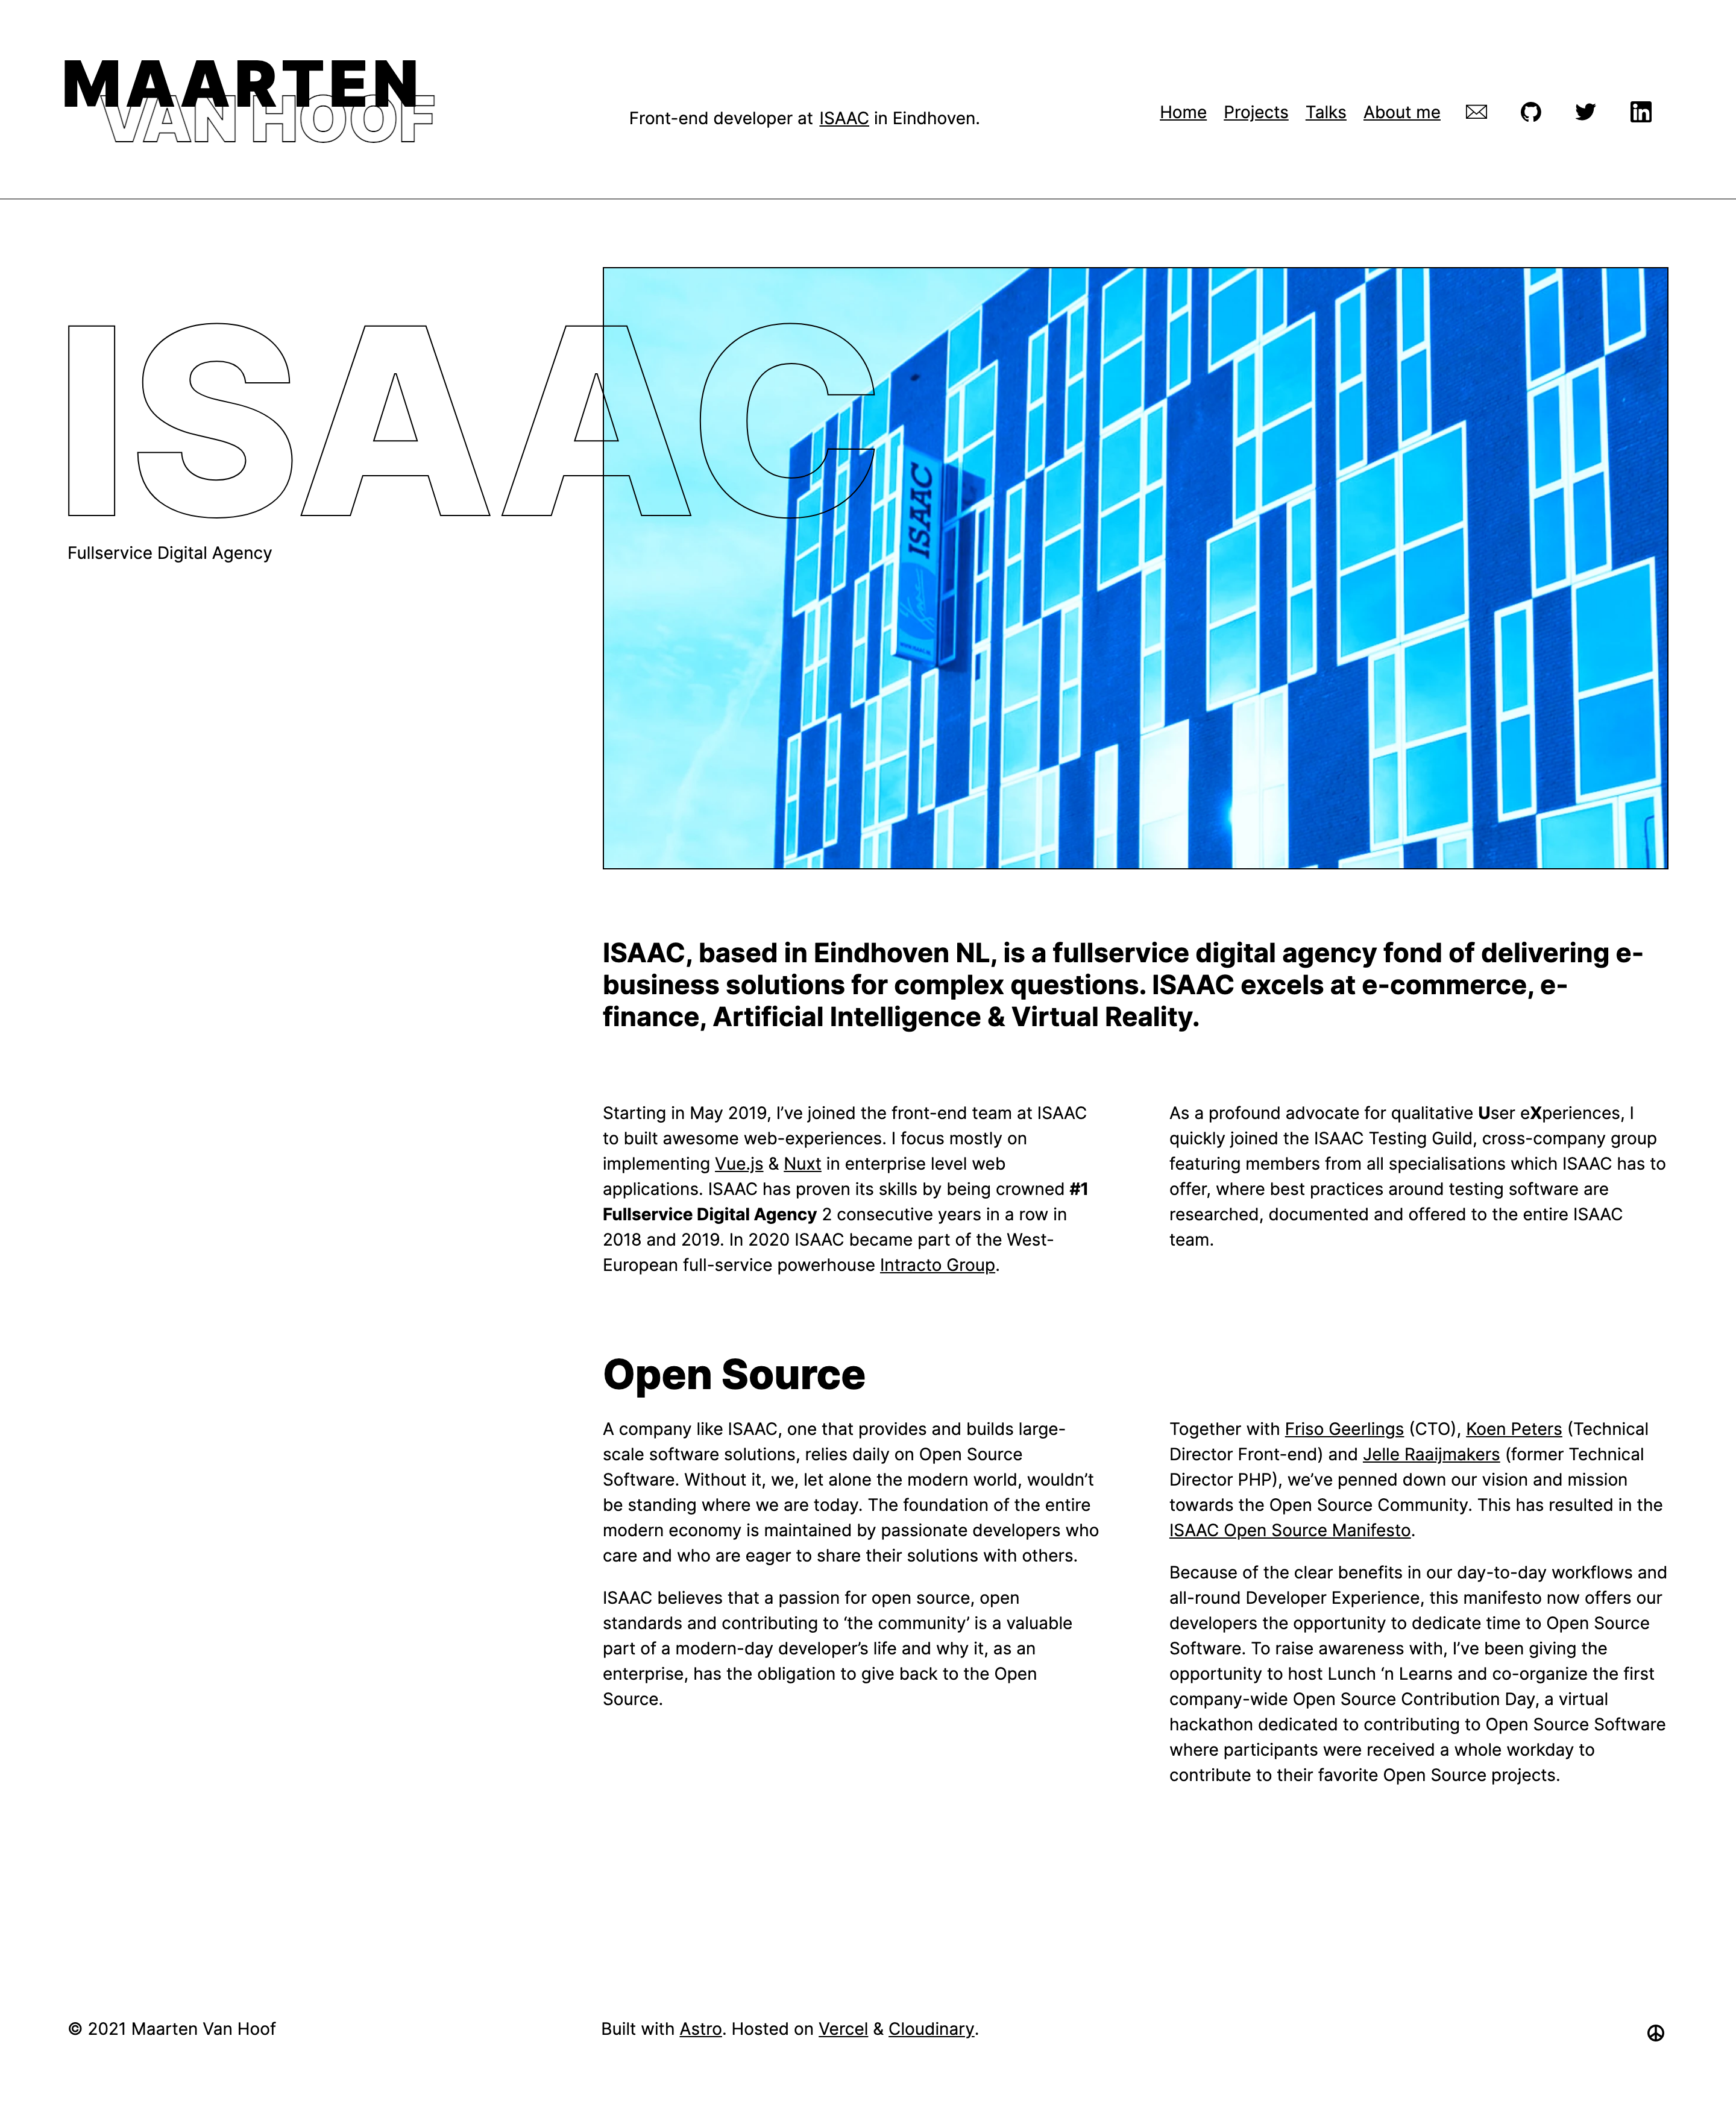 MAARTEN
VAN HOOF
Front-end developer at ISAAC in Eindhoven.
Home Projects Talks About me
ISAAC
ISAAC
Fullservice Digital Agency
ISAAC, based in Eindhoven NL, is a fullservice digital agency fond of delivering e-
business solutions for complex questions. ISAAC excels at e-commerce, e-
finance, Artificial Intelligence & Virtual Reality.
Starting in May 2019, I’ve joined the front-end team at ISAAC
to built awesome web-experiences. I focus mostly on
implementing Vue.js & Nuxt in enterprise level web
applications. ISAAC has proven its skills by being crowned #1
Fullservice Digital Agency 2 consecutive years in a row in
2018 and 2019. In 2020 ISAAC became part of the West-
European full-service powerhouse Intracto Group.
As a profound advocate for qualitative User eXperiences, I
quickly joined the ISAAC Testing Guild, cross-company group
featuring members from all specialisations which ISAAC has to
offer, where best practices around testing software are
researched, documented and offered to the entire ISAAC
team.
Open Source
A company like ISAAC, one that provides and builds large-
scale software solutions, relies daily on Open Source
Software. Without it, we, let alone the modern world, wouldn’t
be standing where we are today. The foundation of the entire
modern economy is maintained by passionate developers who
care and who are eager to share their solutions with others.
ISAAC believes that a passion for open source, open
standards and contributing to ‘the community’ is a valuable
part of a modern-day developer’s life and why it, as an
enterprise, has the obligation to give back to the Open
Source.
Together with Friso Geerlings (CTO), Koen Peters (Technical
Director Front-end) and Jelle Raaijmakers (former Technical
Director PHP), we’ve penned down our vision and mission
towards the Open Source Community. This has resulted in the
ISAAC Open Source Manifesto.
Because of the clear benefits in our day-to-day workflows and
all-round Developer Experience, this manifesto now offers our
developers the opportunity to dedicate time to Open Source
Software. To raise awareness with, I’ve been giving the
opportunity to host Lunch ‘n Learns and co-organize the first
company-wide Open Source Contribution Day, a virtual
hackathon dedicated to contributing to Open Source Software
where participants were received a whole workday to
contribute to their favorite Open Source projects.
© 2021 Maarten Van Hoof
Built with Astro. Hosted on Vercel & Cloudinary.